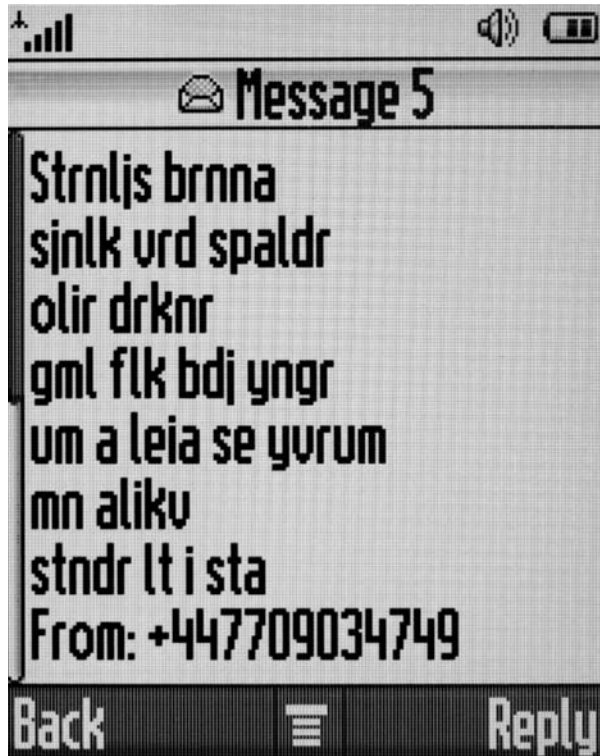 Message 5
Strnljs brnna
sjnlk vrd spaldr
olir drknr
gml flk bdj yngr
um a leia se yvrum
mn alikv
stndr lt i sta
From: +447709034749
Back Reply